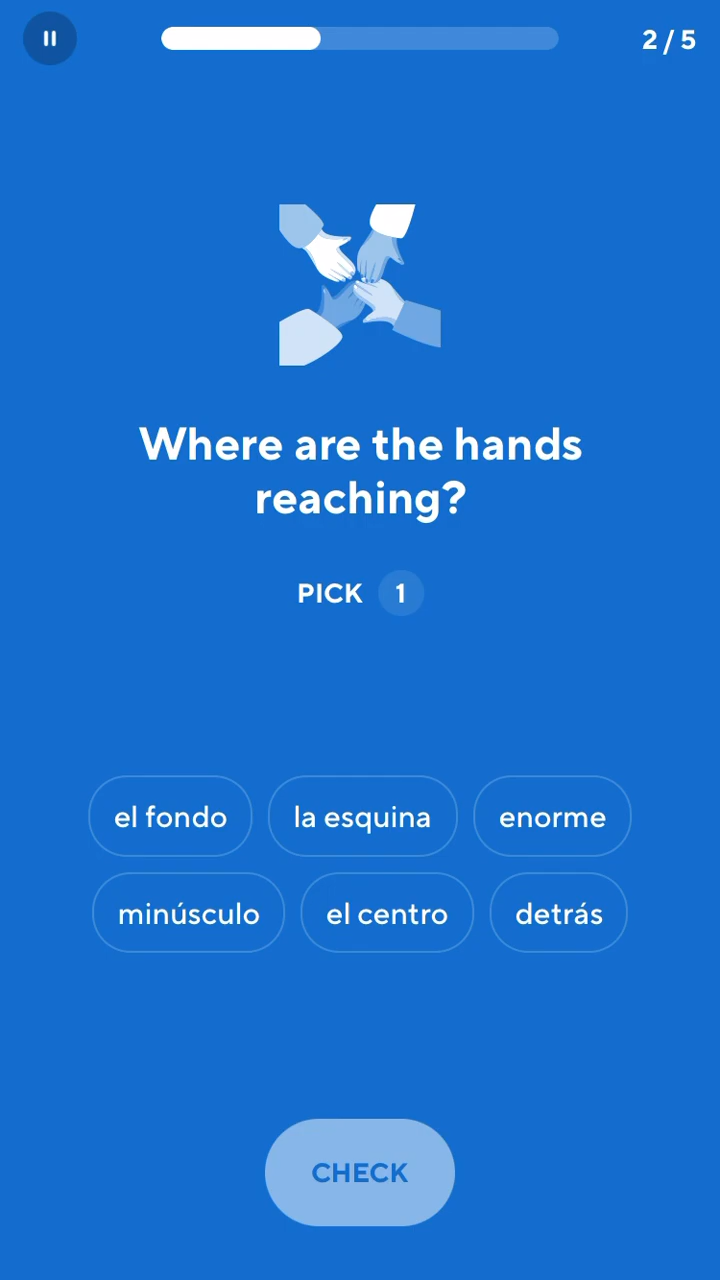 2 / 5
Where are the hands
reaching?
PICK 1
el fondo la esquina enorme
minúsculo el centro detrás
CHECK